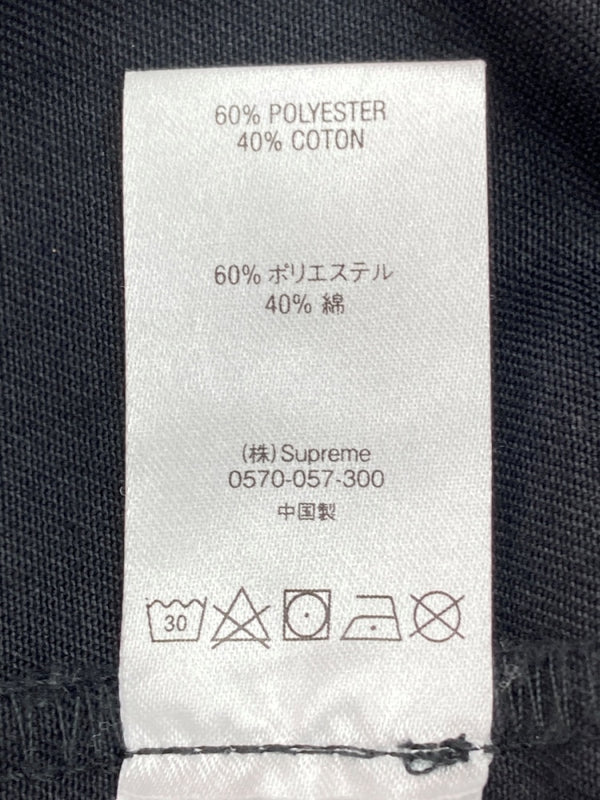 60% POLYESTER
40% COTON
60% ポリエステル
40% 綿
(株)Supreme
0570-057-300
中国製
30